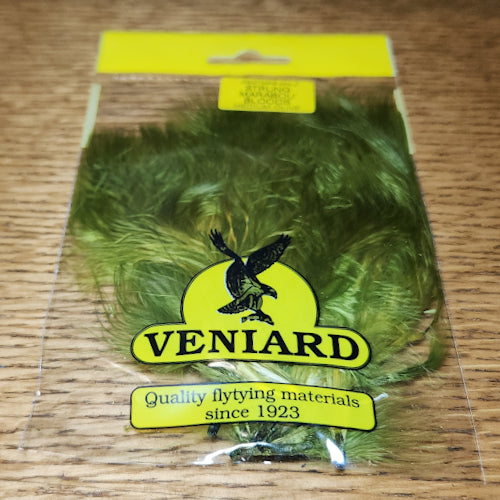 STRUNG
MARABOU
BLOODS
VENIARD
Quality flytying materials
since 1923